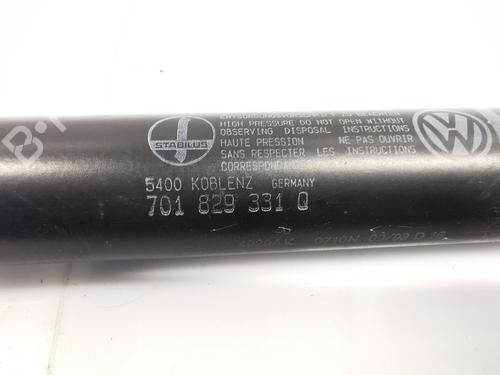 STABILUS
HIGH PRESSURE DO NOT OPEN WITHOUT
OBSERVING DISPOSAL INSTRUCTIONS
HAUTE PRESSION NE PAS OUVRIR
SANS RESPECTER LES INSTRUCTIONS
5400 KOBLENZ GERMANY
701 829 331 Q
0710N